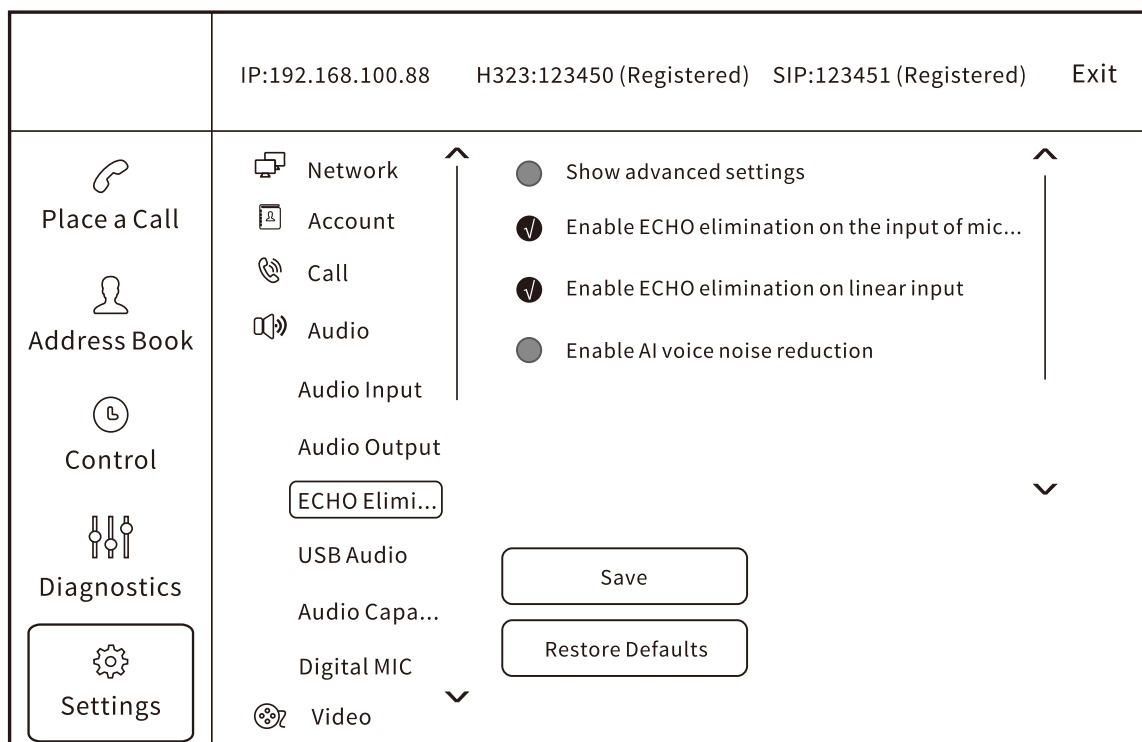 IP:192.168.100.88 H323:123450 (Registered) SIP:123451 (Registered) Exit
Place a Call
Address Book
Control
Diagnostics
Settings
Network
Account
Call
Audio
Audio Input
Audio Output
ECHO Elimi...
USB Audio
Audio Capa...
Digital MIC
Video
Show advanced settings
Enable ECHO elimination on the input of mic...
Enable ECHO elimination on linear input
Enable AI voice noise reduction
Save
Restore Defaults